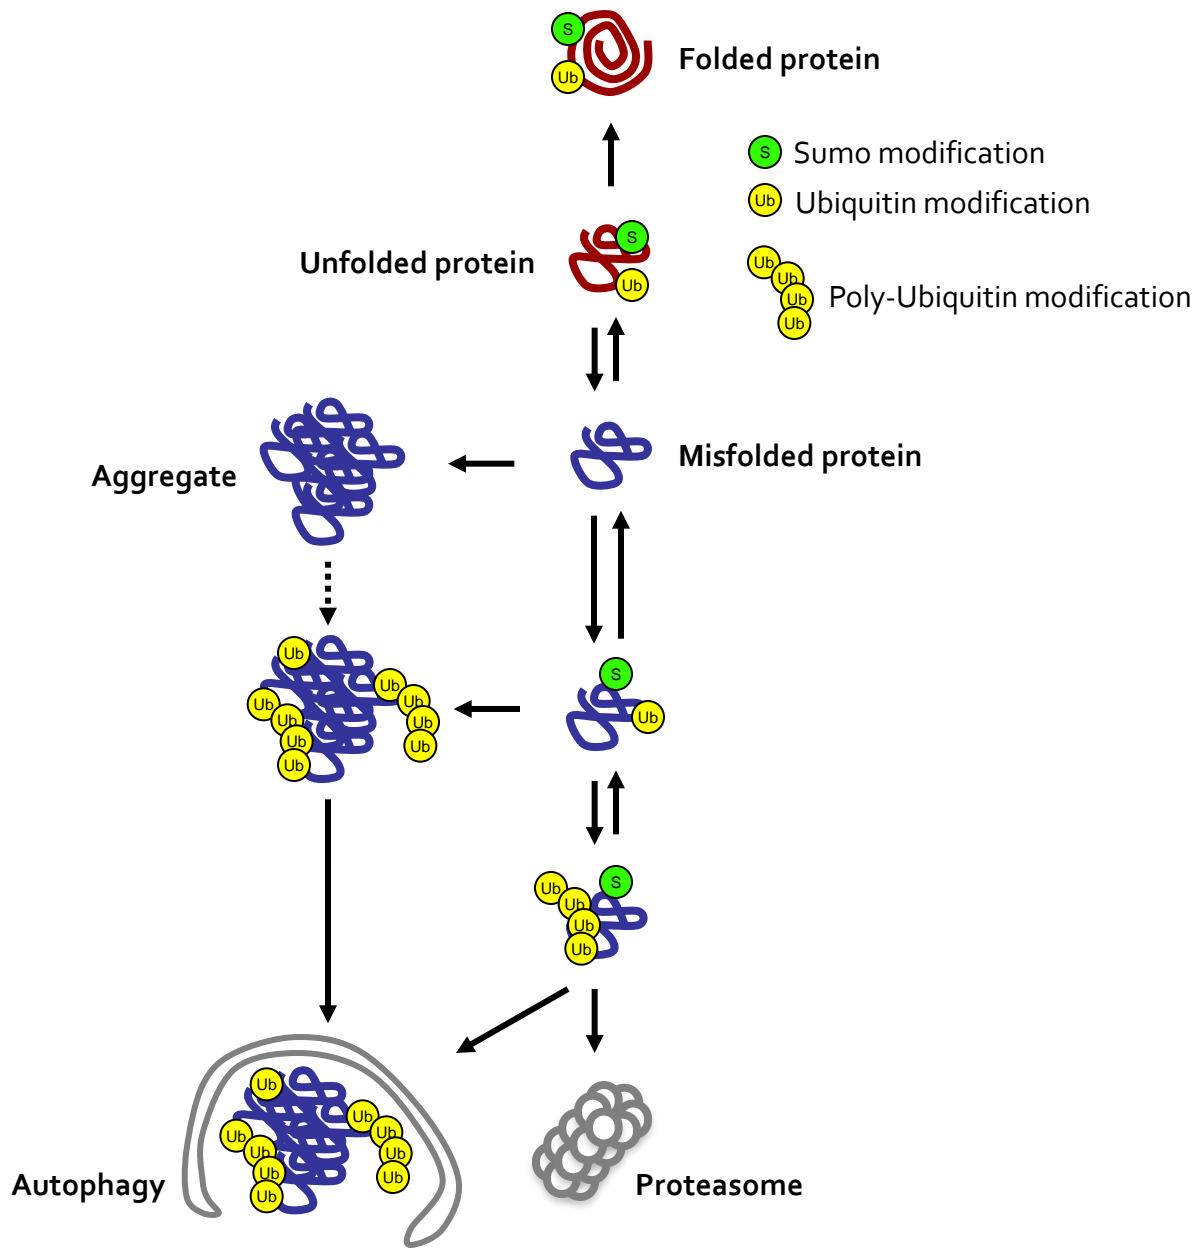 S
Ub
Folded protein
S Sumo modification
Ub Ubiquitin modification
S
Unfolded protein
Ub
Ub
Ub
Ub
Ub
Poly-Ubiquitin modification
Misfolded protein
Aggregate
Ub
S
Ub
Ub
Ub
Ub
Ub
Ub
Ub
Ub
Ub
S
Ub
Ub
Ub
Ub
Ub
Ub
Ub
Ub
Ub
Ub
Ub
Ub
Ub
Autophagy
Proteasome